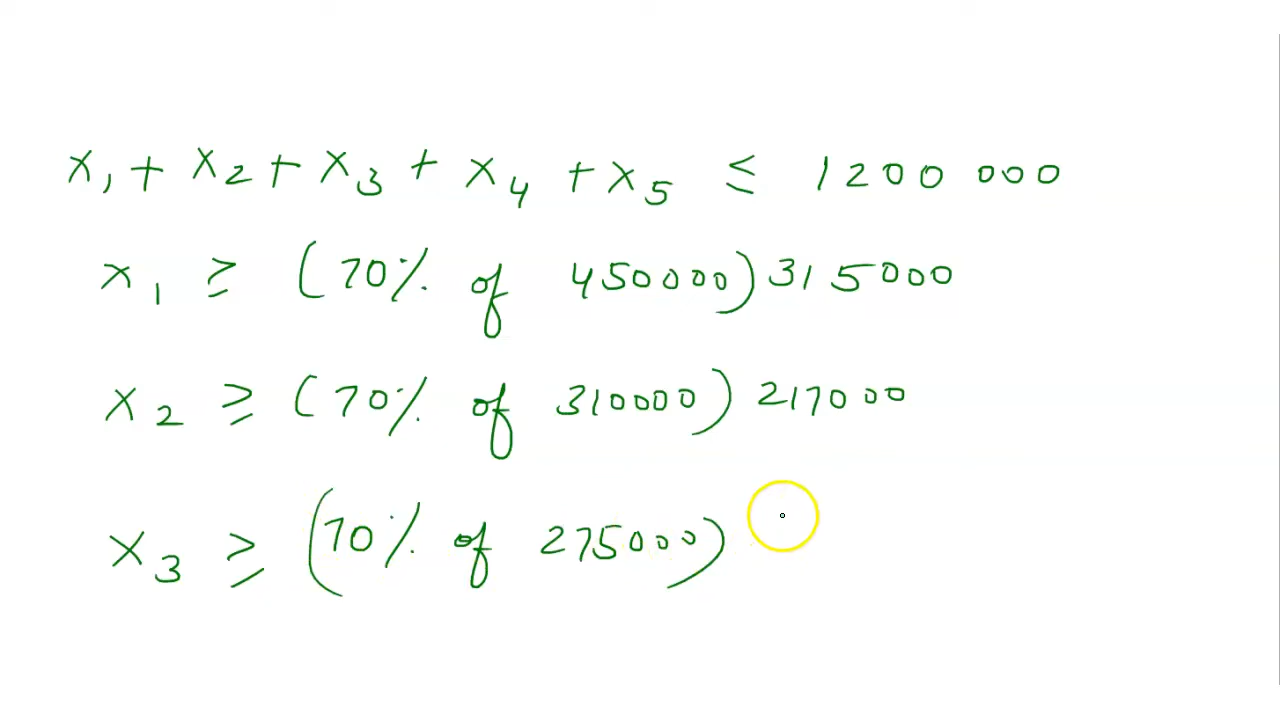 x₁ + x₂ + x₃ + x₄ + x₅ ≤ 1200 000
x₁ ≥ (70% of 450000) 315000
x₂ ≥ (70% of 310000) 217000
x₃ ≥ (70% of 275000)